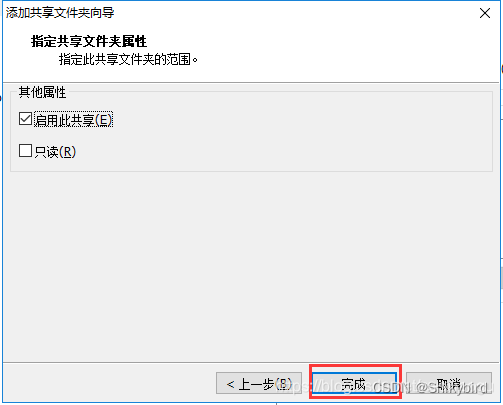 添加共享文件夹向导
指定共享文件夹属性
指定此共享文件夹的范围。
其他属性
启用此共享(E)
只读(R)
< 上一步(B)
完成
取消
CSDN @Shkybird